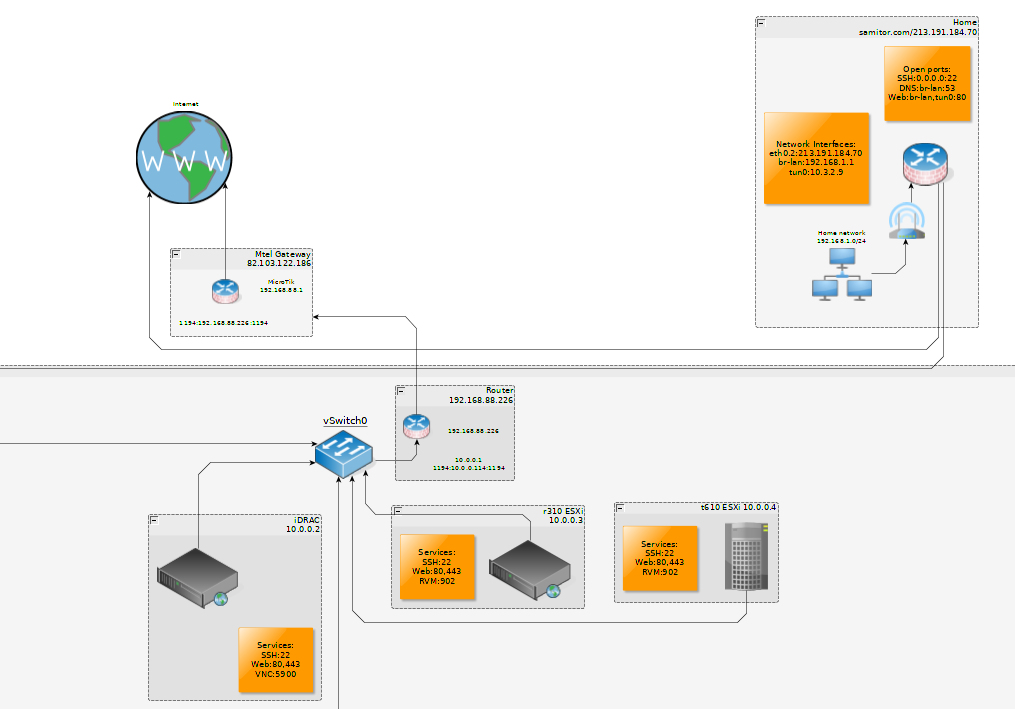 Home
samitor.com/213.191.184.70
Open ports:
SSH:0.0.0.0:22
DNS:br-lan:53
Web:br-lan,tun0:80
Network Interfaces:
eth0.2:213.191.184.70
br-lan:192.168.1.1
tun0:10.3.2.9
Home network
192.168.1.0/24
Internet
WWW
Mtel Gateway
82.103.122.186
MicroTik
192.168.88.1
1194:192.168.88.226:1194
Router
192.168.88.226
192.168.88.226
10.0.0.1
1194:10.0.0.114:1194
vSwitch0
iDRAC
10.0.0.2
Services:
SSH:22
Web:80,443
VNC:5900
r310 ESXi
10.0.0.3
Services:
SSH:22
Web:80,443
RVM:902
t610 ESXi 10.0.0.4
Services:
SSH:22
Web:80,443
RVM:902